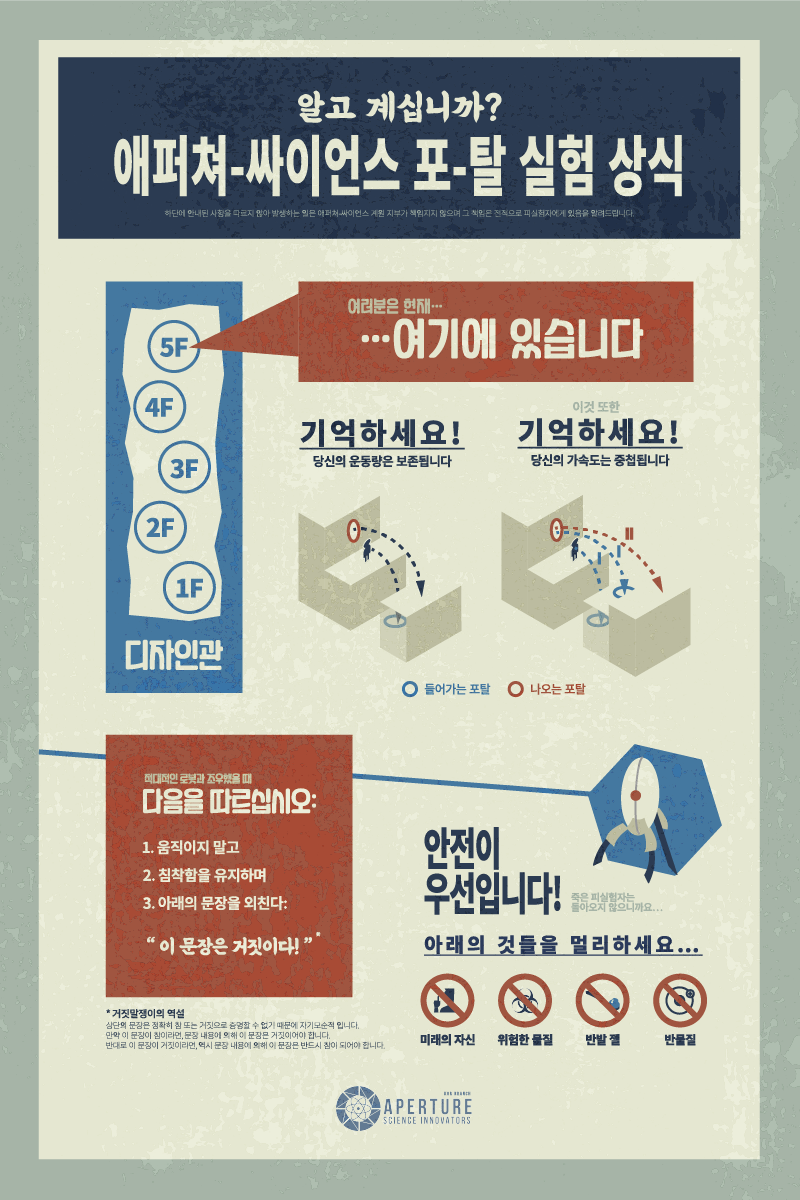 알고 계십니까?
애퍼쳐-싸이언스 포-탈 실험 상식
하단에 안내된 사항을 따르지 않아 발생하는 일은 애퍼쳐-싸이언스 계원 지부가 책임지지 않으며 그 책임은 전적으로 피실험자에게 있음을 알려드립니다.
여러분은 현재…
…여기에 있습니다
5F
4F
3F
2F
1F
디자인관
기억하세요!
당신의 운동량은 보존됩니다
이것 또한
기억하세요!
당신의 가속도는 중첩됩니다
I
I
II
들어가는 포탈
나오는 포탈
적대적인 로봇과 조우했을 때
다음을 따르십시오:
1. 움직이지 말고
2. 침착함을 유지하며
3. 아래의 문장을 외친다:
“ 이 문장은 거짓이다! ”*
* 거짓말쟁이의 역설
상단의 문장은 정확히 참 또는 거짓으로 증명할 수 없기 때문에 자기모순적 입니다.
만약 이 문장이 참이라면, 문장 내용에 의해 이 문장은 거짓이어야 합니다.
반대로 이 문장이 거짓이라면, 역시 문장 내용에 의해 이 문장은 반드시 참이 되어야 합니다.
안전이
우선입니다!
죽은 피실험자는
돌아오지 않으니까요…
아래의 것들을 멀리하세요…
미래의 자신
위험한 물질
반발 젤
반물질
APERTURE
SCIENCE INNOVATORS